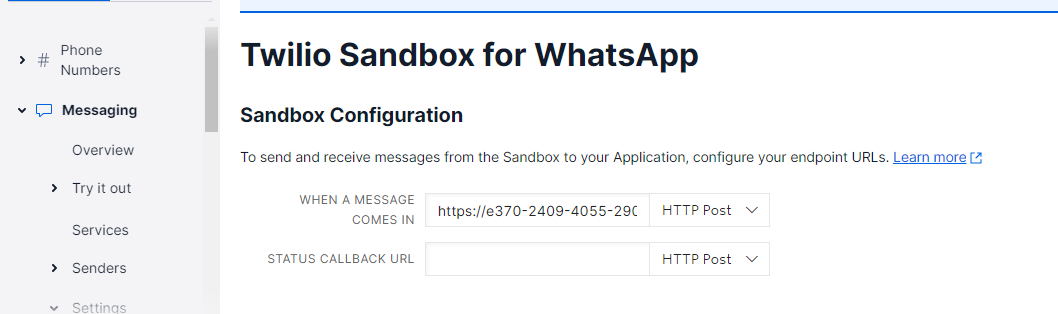 Phone
Numbers
Messaging
Overview
Try it out
Services
Senders
Settings
Twilio Sandbox for WhatsApp
Sandbox Configuration
To send and receive messages from the Sandbox to your Application, configure your endpoint URLs. Learn more
WHEN A MESSAGE
COMES IN
https://e370-2409-4055-290 HTTP Post
STATUS CALLBACK URL HTTP Post